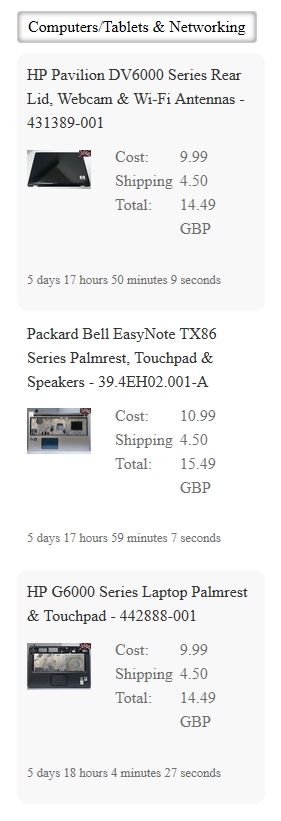 Computers/Tablets & Networking
HP Pavilion DV6000 Series Rear
Lid, Webcam & Wi-Fi Antennas -
431389-001
Cost: 9.99
Shipping 4.50
Total: 14.49
GBP
5 days 17 hours 50 minutes 9 seconds
Packard Bell EasyNote TX86
Series Palmrest, Touchpad &
Speakers - 39.4EH02.001-A
Cost: 10.99
Shipping 4.50
Total: 15.49
GBP
5 days 17 hours 59 minutes 7 seconds
HP G6000 Series Laptop Palmrest
& Touchpad - 442888-001
Cost: 9.99
Shipping 4.50
Total: 14.49
GBP
5 days 18 hours 4 minutes 27 seconds